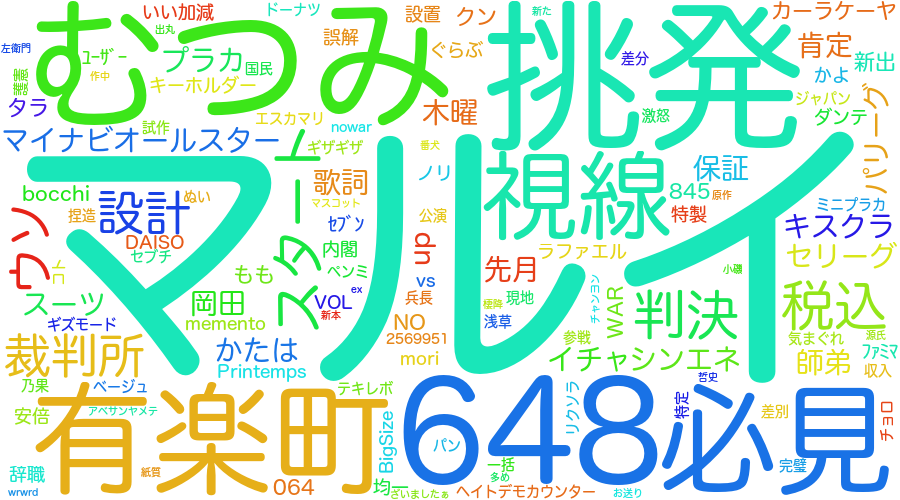 いい加減
ドーナツ
設置
クン
新た
カーラケーヤ
左衛門
むつみ
出丸
誤解
挑発
肯定
ﾕｰｻﾞｰ
プラカ
国民
ぐらぶ
差分
新出
護憲
作中
キーホルダー
かよ
タラ
エスカマリ
木曜
激怒
ジャパン
パリーグ
試作
nowar
ダンテ
マイナビオールスター
ギザギザ
番犬
マルレイ
スタート
ノリ
視線
保証
bocchi
設計
ぬい
歌詞
845
原作
マスコット
ミニプラカ
捏造
ｾﾌﾞﾝ
公演
特製
キスクラ
ウソ
DAISO
セプチ
内閣
up
ラファエル
セリーグ
もも
ベンミ
vs
先月
小磯
スーツ
岡田
VOL
ex
兵長
現地
チャンヨン
WAR
判決
税込
ギズモード
memento
新本
NO
極降
浅草
2569951
参戦
気まぐれ
源氏
裁判所
かたは
mori
イチャシンエネ
師弟
ﾌｧﾐﾏ
Printemps
収入
乃果
ベージュ
有楽町
テキレボ
648
リクソラ
哲史
必見
特定
差別
チョロ
安倍
アベサンヤメテ
BigSize
パン
辞職
紙質
一括
多め
完璧
wrwrd
064
均一
ざいましたぁ
ヘイトデモカウンター
お送り